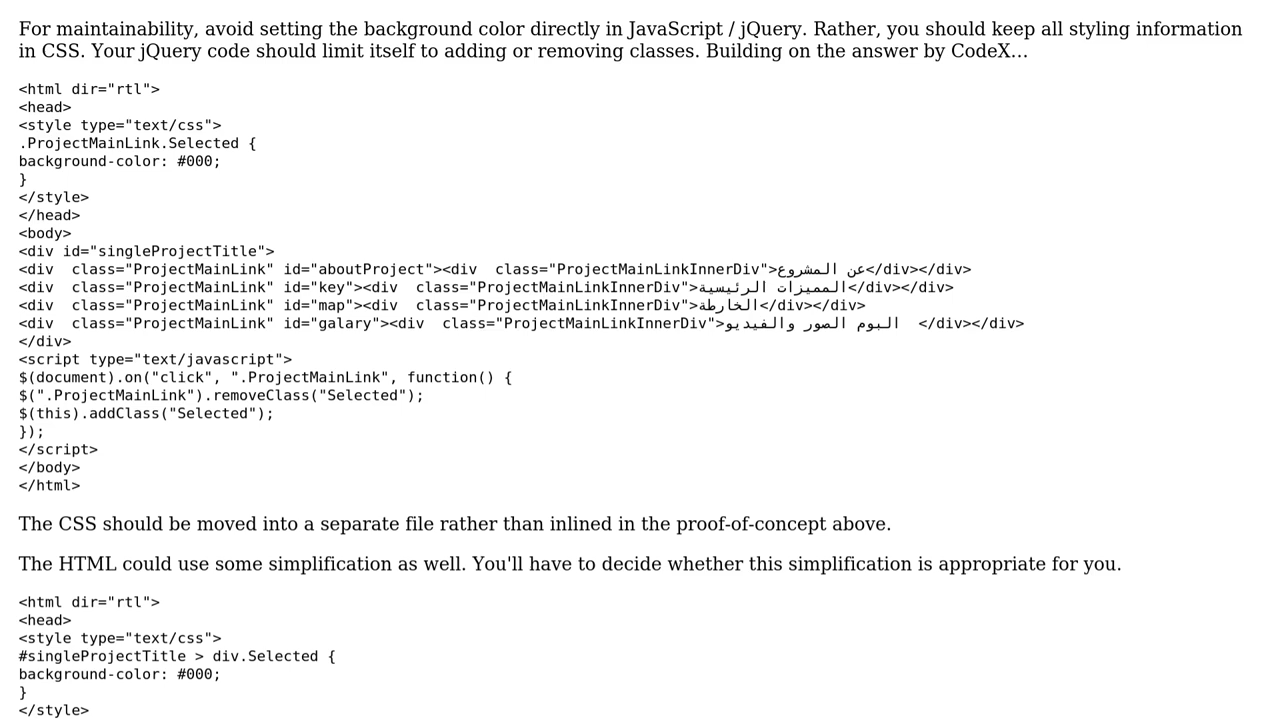 For maintainability, avoid setting the background color directly in JavaScript / jQuery. Rather, you should keep all styling information
in CSS. Your jQuery code should limit itself to adding or removing classes. Building on the answer by CodeX…
<html dir="rtl">
<head>
<style type="text/css">
.ProjectMainLink.Selected {
background-color: #000;
}
</style>
</head>
<body>
<div id="singleProjectTitle">
<div  class="ProjectMainLink" id="aboutProject"><div  class="ProjectMainLinkInnerDiv">عن المشروع</div></div>
<div  class="ProjectMainLink" id="key"><div  class="ProjectMainLinkInnerDiv">المميزات الرئيسية</div></div>
<div  class="ProjectMainLink" id="map"><div  class="ProjectMainLinkInnerDiv">الخارطة</div></div>
<div  class="ProjectMainLink" id="galary"><div  class="ProjectMainLinkInnerDiv">البوم الصور والفيديو  </div></div>
</div>
<script type="text/javascript">
$(document).on("click", ".ProjectMainLink", function() {
$(".ProjectMainLink").removeClass("Selected");
$(this).addClass("Selected");
});
</script>
</body>
</html>
The CSS should be moved into a separate file rather than inlined in the proof-of-concept above.
The HTML could use some simplification as well. You'll have to decide whether this simplification is appropriate for you.
<html dir="rtl">
<head>
<style type="text/css">
#singleProjectTitle > div.Selected {
background-color: #000;
}
</style>